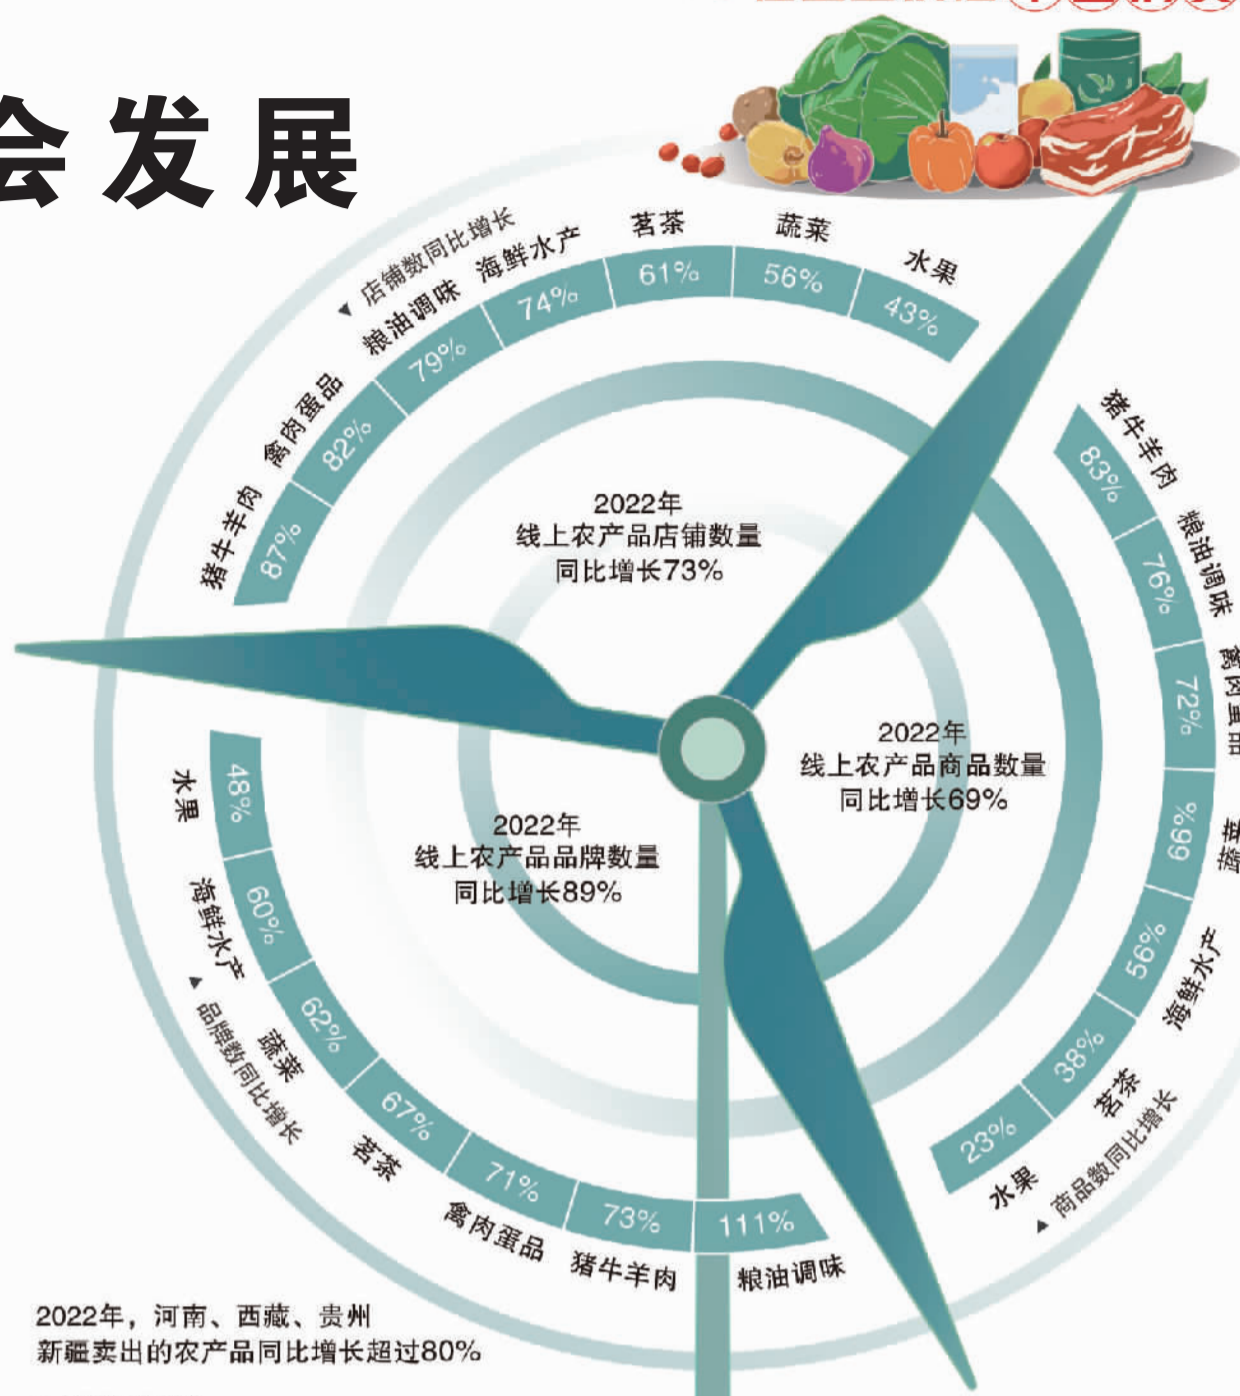 会发展
▼ 店铺数同比增长
猪牛羊肉 87%
禽肉蛋品 82%
粮油调味 79%
海鲜水产 74%
茗茶 61%
蔬菜 56%
水果 43%
2022年
线上农产品店铺数量
同比增长73%
猪牛羊肉 83%
粮油调味 76%
禽肉蛋品 72%
蔬菜 66%
海鲜水产 56%
茗茶 38%
水果 23%
▲ 商品数同比增长
2022年
线上农产品商品数量
同比增长69%
2022年
线上农产品品牌数量
同比增长89%
水果 48%
海鲜水产 60%
蔬菜 62%
茗茶 67%
禽肉蛋品 71%
猪牛羊肉 73%
粮油调味 111%
▲ 品牌数同比增长
2022年，河南、西藏、贵州
新疆卖出的农产品同比增长超过80%